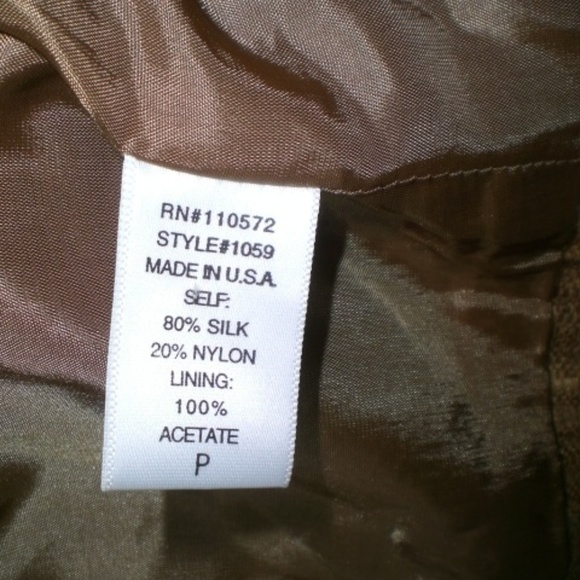 RN#110572
STYLE#1059
MADE IN U.S.A.
SELF:
80% SILK
20% NYLON
LINING:
100%
ACETATE
P